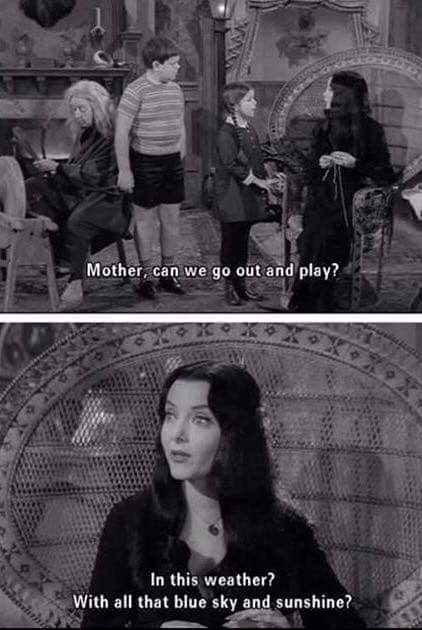 Mother, can we go out and play?
In this weather?
With all that blue sky and sunshine?